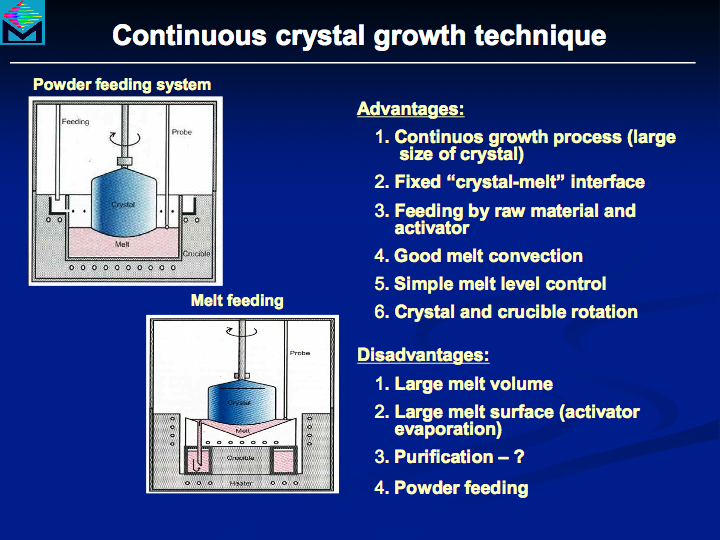 Continuous crystal growth technique
Powder feeding system
Feeding
Probe
Crystal
Melt
Crucible
Melt feeding
Probe
Crystal
Melt
Crucible
Heater
Advantages:
1. Continuos growth process (large
size of crystal)
2. Fixed “crystal-melt” interface
3. Feeding by raw material and
activator
4. Good melt convection
5. Simple melt level control
6. Crystal and crucible rotation
Disadvantages:
1. Large melt volume
2. Large melt surface (activator
evaporation)
3. Purification – ?
4. Powder feeding